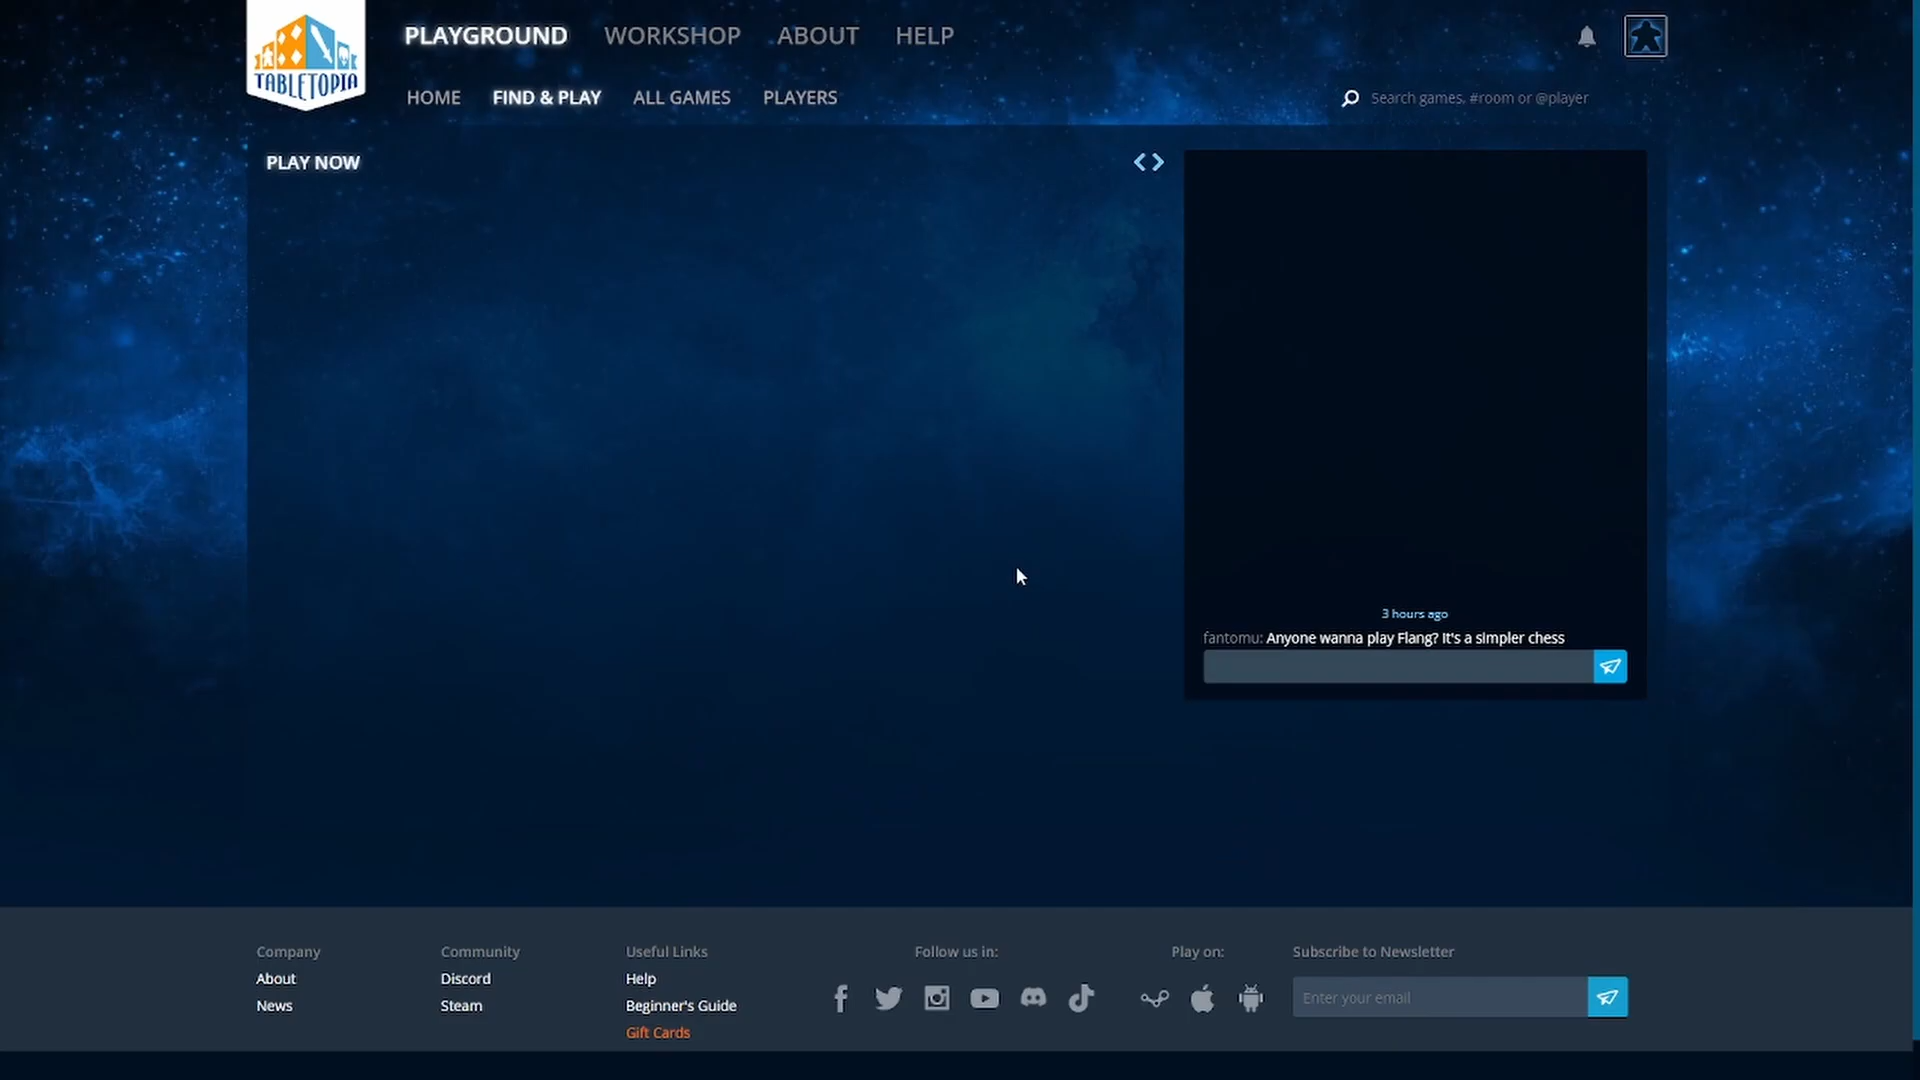 TABLETOPIA
PLAYGROUND WORKSHOP ABOUT HELP
HOME FIND & PLAY ALL GAMES PLAYERS
Search games, #room or @player
PLAY NOW
3 hours ago
fantomu: Anyone wanna play Flang? It's a simpler chess
Company
About
News
Community
Discord
Steam
Useful Links
Help
Beginner's Guide
Gift Cards
Follow us in:
Play on:
Subscribe to Newsletter
Enter your email